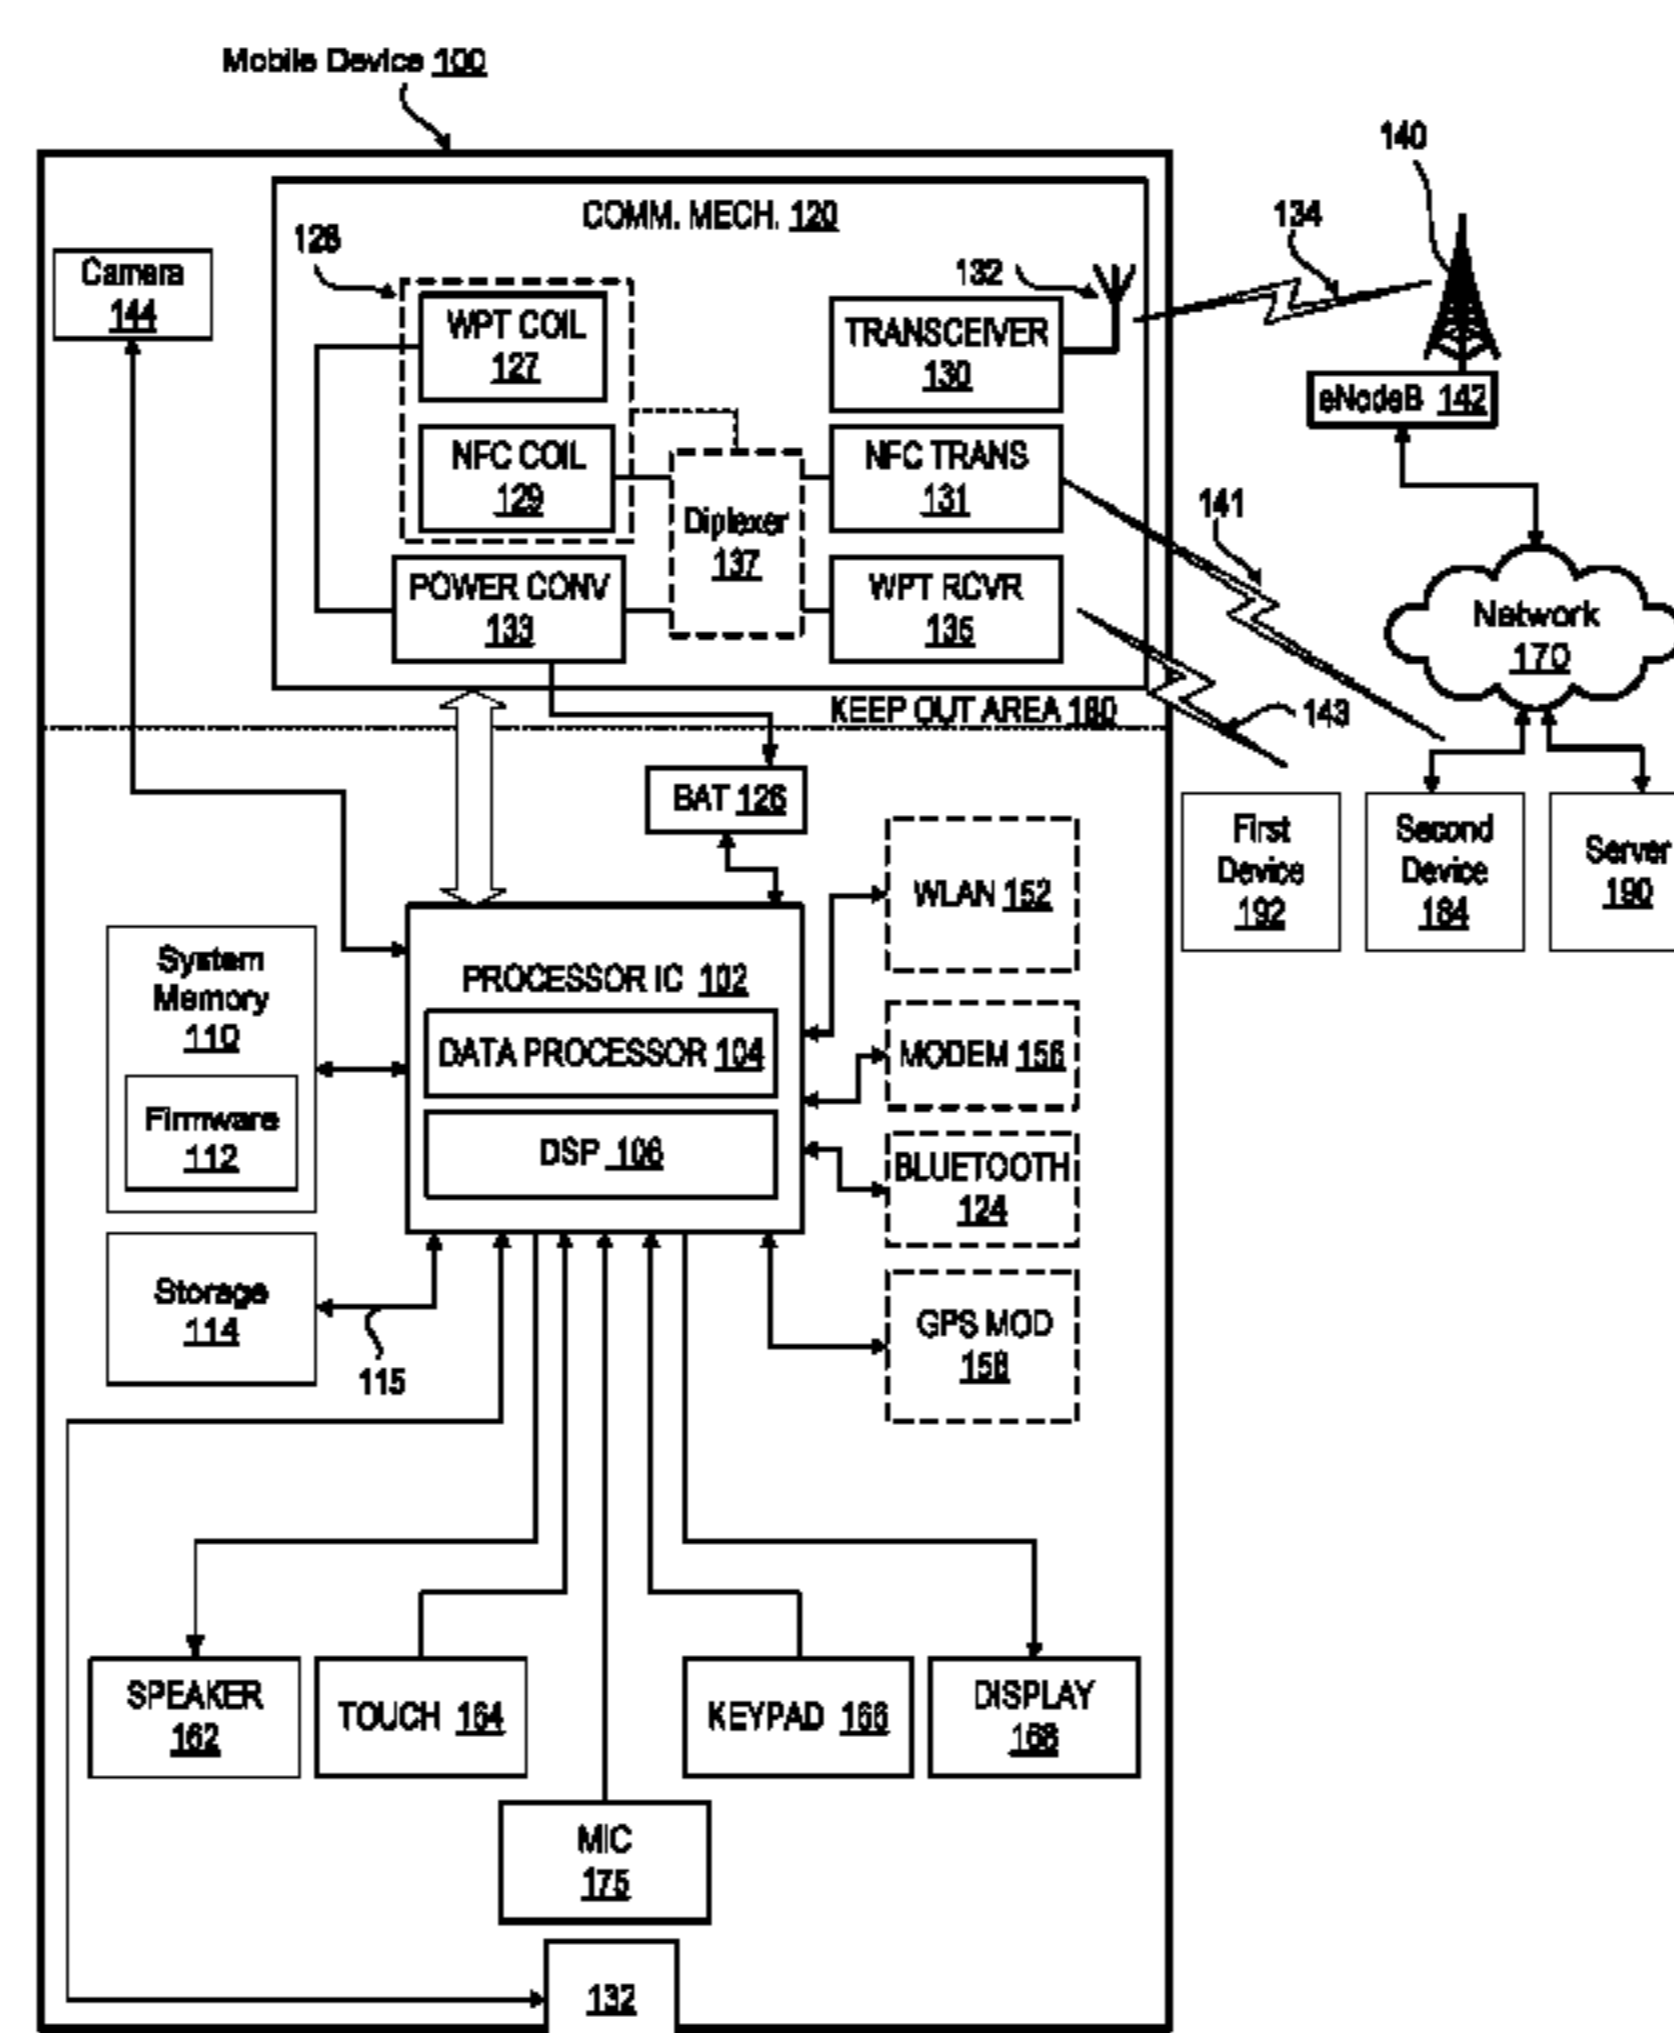 Mobile Device 100
140
134
COMM. MECH. 120
128
132
Camera
144
WPT COIL
127
TRANSCEIVER
130
eNodeB 142
NFC COIL
129
Diplexer
137
NFC TRANS
131
141
POWER CONV
133
WPT RCVR
135
Network
170
KEEP OUT AREA 180
143
BAT 126
WLAN 152
First
Device
192
Second
Device
184
Server
190
System
Memory
110
Firmware
112
PROCESSOR IC 102
DATA PROCESSOR 104
DSP 106
MODEM 156
BLUETOOTH
124
Storage
114
115
GPS MOD
158
SPEAKER
162
TOUCH 164
KEYPAD 166
DISPLAY
168
MIC
175
132